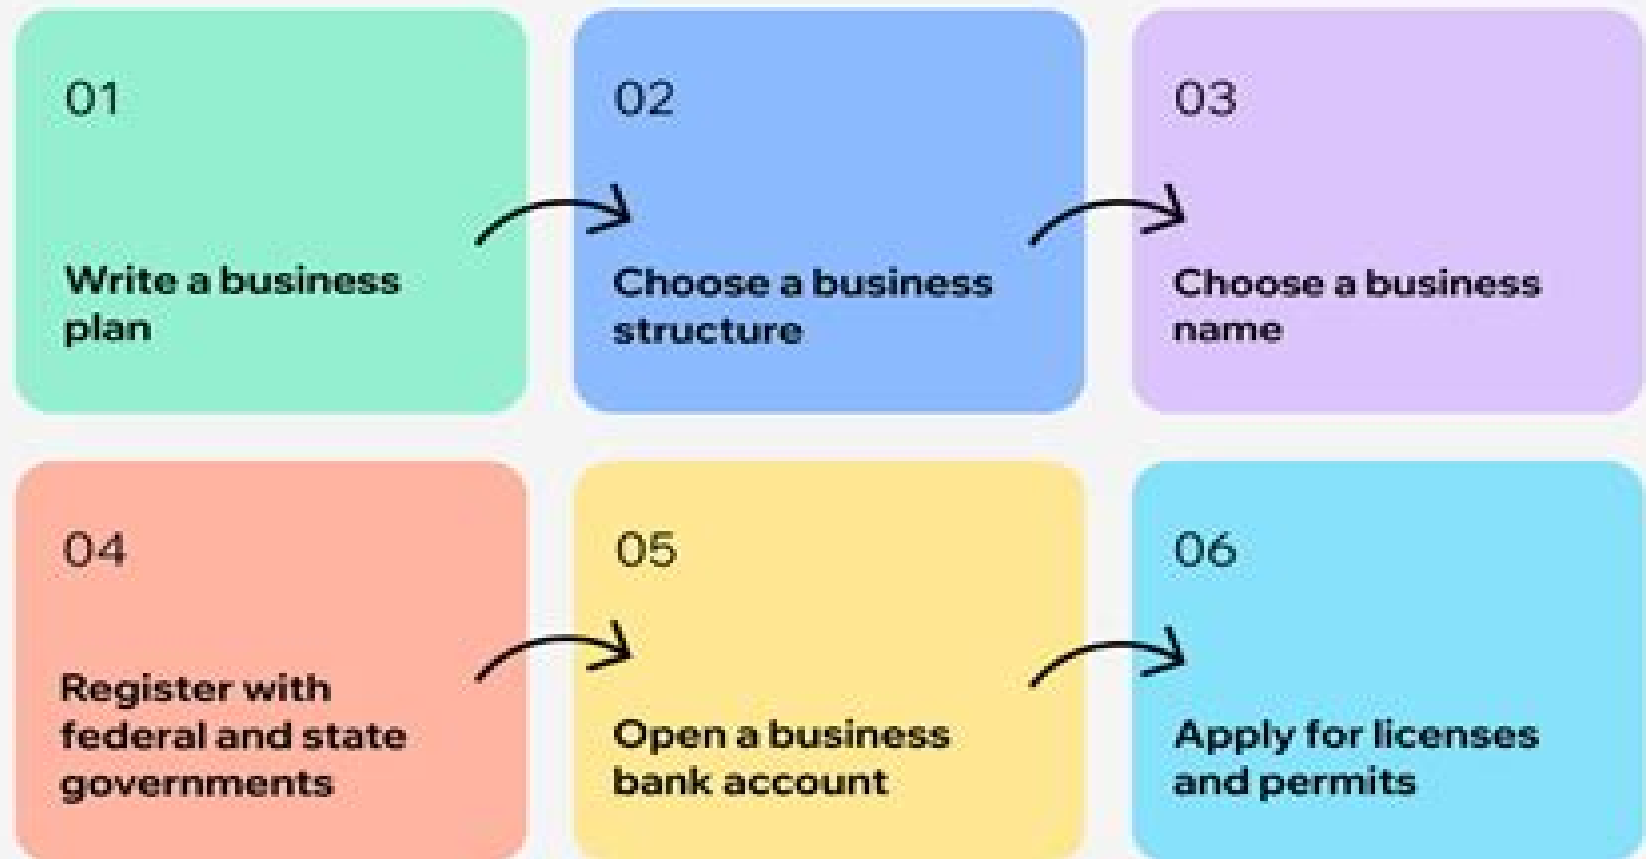 01
Write a business
plan
02
Choose a business
structure
03
Choose a business
name
04
Register with
federal and state
governments
05
Open a business
bank account
06
Apply for licenses
and permits